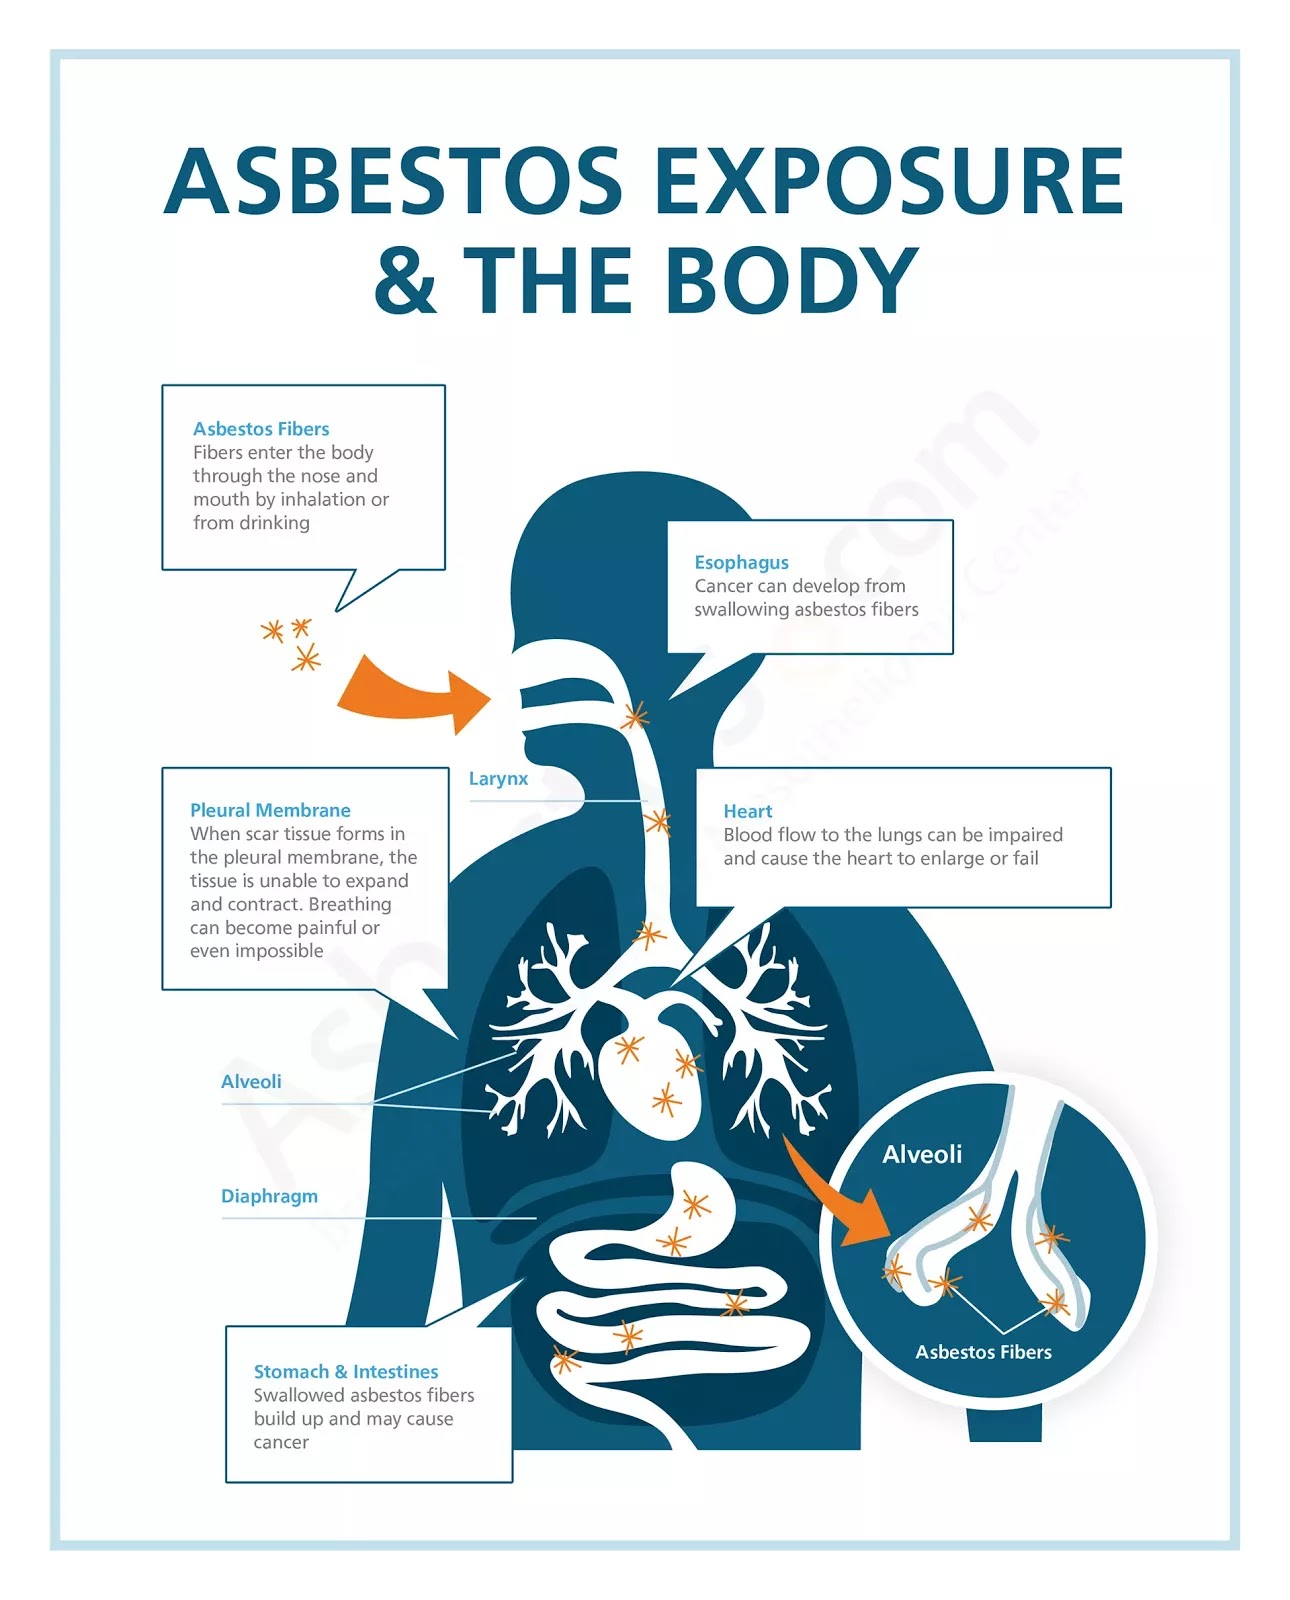 ASBESTOS EXPOSURE
& THE BODY
Asbestos Fibers
Fibers enter the body
through the nose and
mouth by inhalation or
from drinking
Esophagus
Cancer can develop from
swallowing asbestos fibers
Larynx
Pleural Membrane
When scar tissue forms in
the pleural membrane, the
tissue is unable to expand
and contract. Breathing
can become painful or
even impossible
Heart
Blood flow to the lungs can be impaired
and cause the heart to enlarge or fail
Alveoli
Diaphragm
Alveoli
Asbestos Fibers
Stomach & Intestines
Swallowed asbestos fibers
build up and may cause
cancer